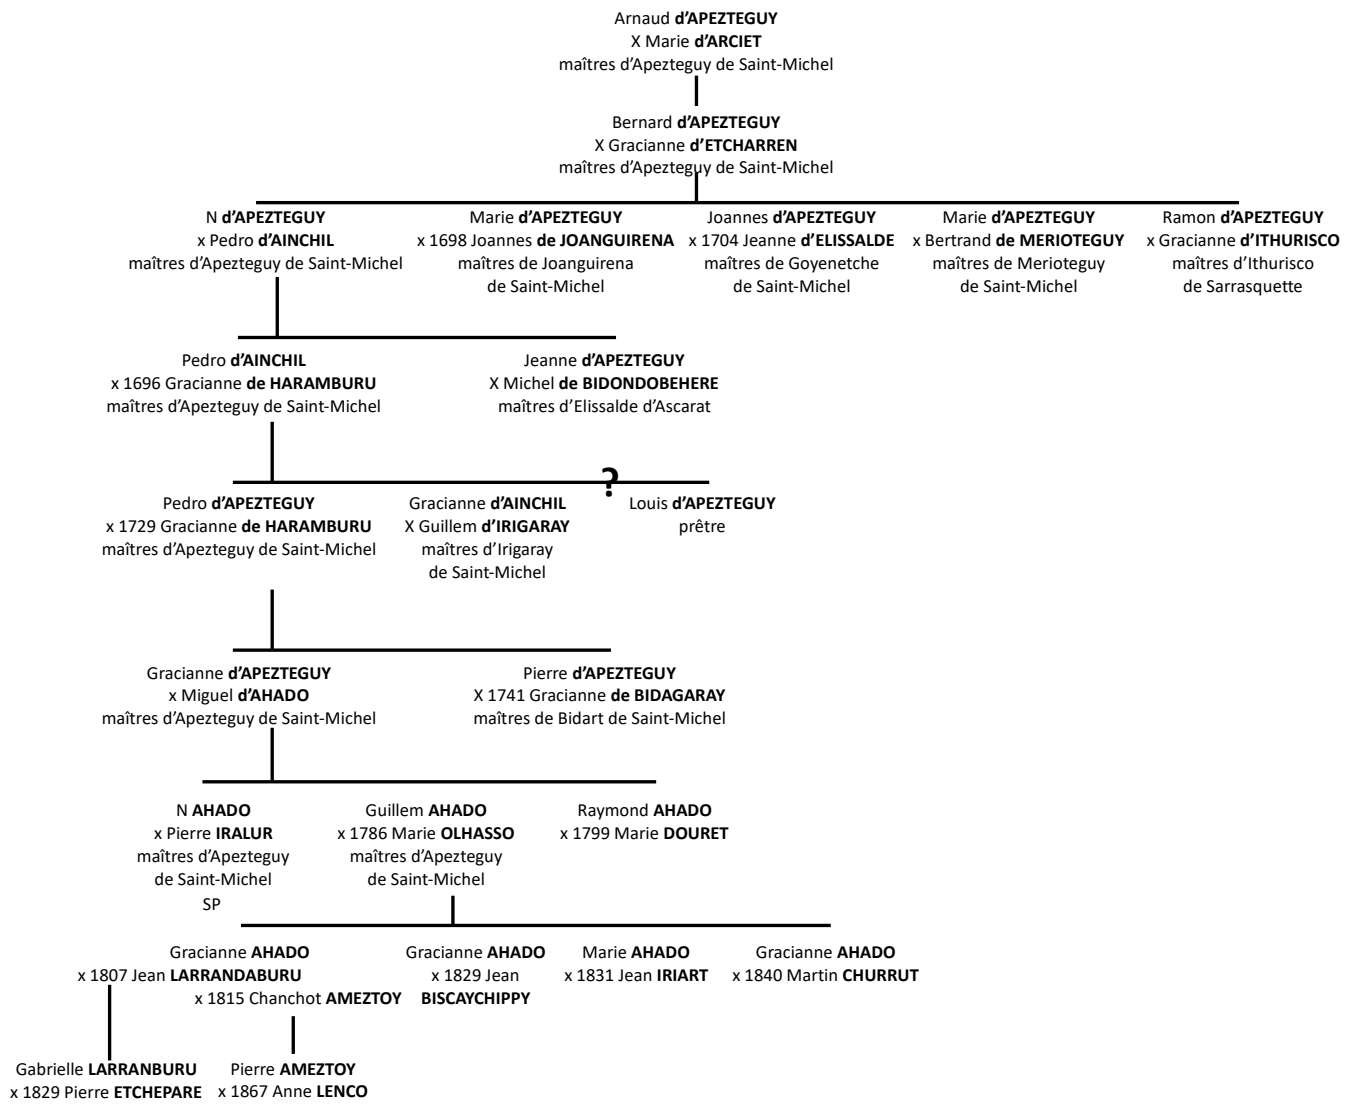 Arnaud d'APEZTEGUY
X Marie d'ARCIET
maîtres d'Apezteguy de Saint-Michel
Bernard d'APEZTEGUY
X Gracianne d'ETCHARREN
maîtres d'Apezteguy de Saint-Michel
N d'APEZTEGUY
x Pedro d'AINCHIL
maîtres d'Apezteguy de Saint-Michel
Marie d'APEZTEGUY
x 1698 Joannes de JOANGUIRENA
maîtres de Joanguirena
de Saint-Michel
Joannes d'APEZTEGUY
x 1704 Jeanne d'ELISSALDE
maîtres de Goyenetche
de Saint-Michel
Marie d'APEZTEGUY
x Bertrand de MERIOTEGUY
maîtres de Merioteguy
de Saint-Michel
Ramon d'APEZTEGUY
x Gracianne d'ITHURISCO
maîtres d'Ithurisco
de Sarrasquette
Pedro d'AINCHIL
x 1696 Gracianne de HARAMBURU
maîtres d'Apezteguy de Saint-Michel
Jeanne d'APEZTEGUY
X Michel de BIDONDOBEHERE
maîtres d'Elissalde d'Ascarat
?
Pedro d'APEZTEGUY
x 1729 Gracianne de HARAMBURU
maîtres d'Apezteguy de Saint-Michel
Gracianne d'AINCHIL
X Guillem d'IRIGARAY
maîtres d'Irigaray
de Saint-Michel
Louis d'APEZTEGUY
prêtre
Gracianne d'APEZTEGUY
x Miguel d'AHADO
maîtres d'Apezteguy de Saint-Michel
Pierre d'APEZTEGUY
X 1741 Gracianne de BIDAGARAY
maîtres de Bidart de Saint-Michel
N AHADO
x Pierre IRALUR
maîtres d'Apezteguy
de Saint-Michel
SP
Guillem AHADO
x 1786 Marie OLHASSO
maîtres d'Apezteguy
de Saint-Michel
Raymond AHADO
x 1799 Marie DOURET
Gracianne AHADO
x 1807 Jean LARRANDABURU
x 1815 Chanchot AMEZTOY
Gracianne AHADO
x 1829 Jean
BISCAYCHIPPY
Marie AHADO
x 1831 Jean IRIART
Gracianne AHADO
x 1840 Martin CHURRUT
Gabrielle LARRANBURU
x 1829 Pierre ETCHEPARE
Pierre AMEZTOY
x 1867 Anne LENCO